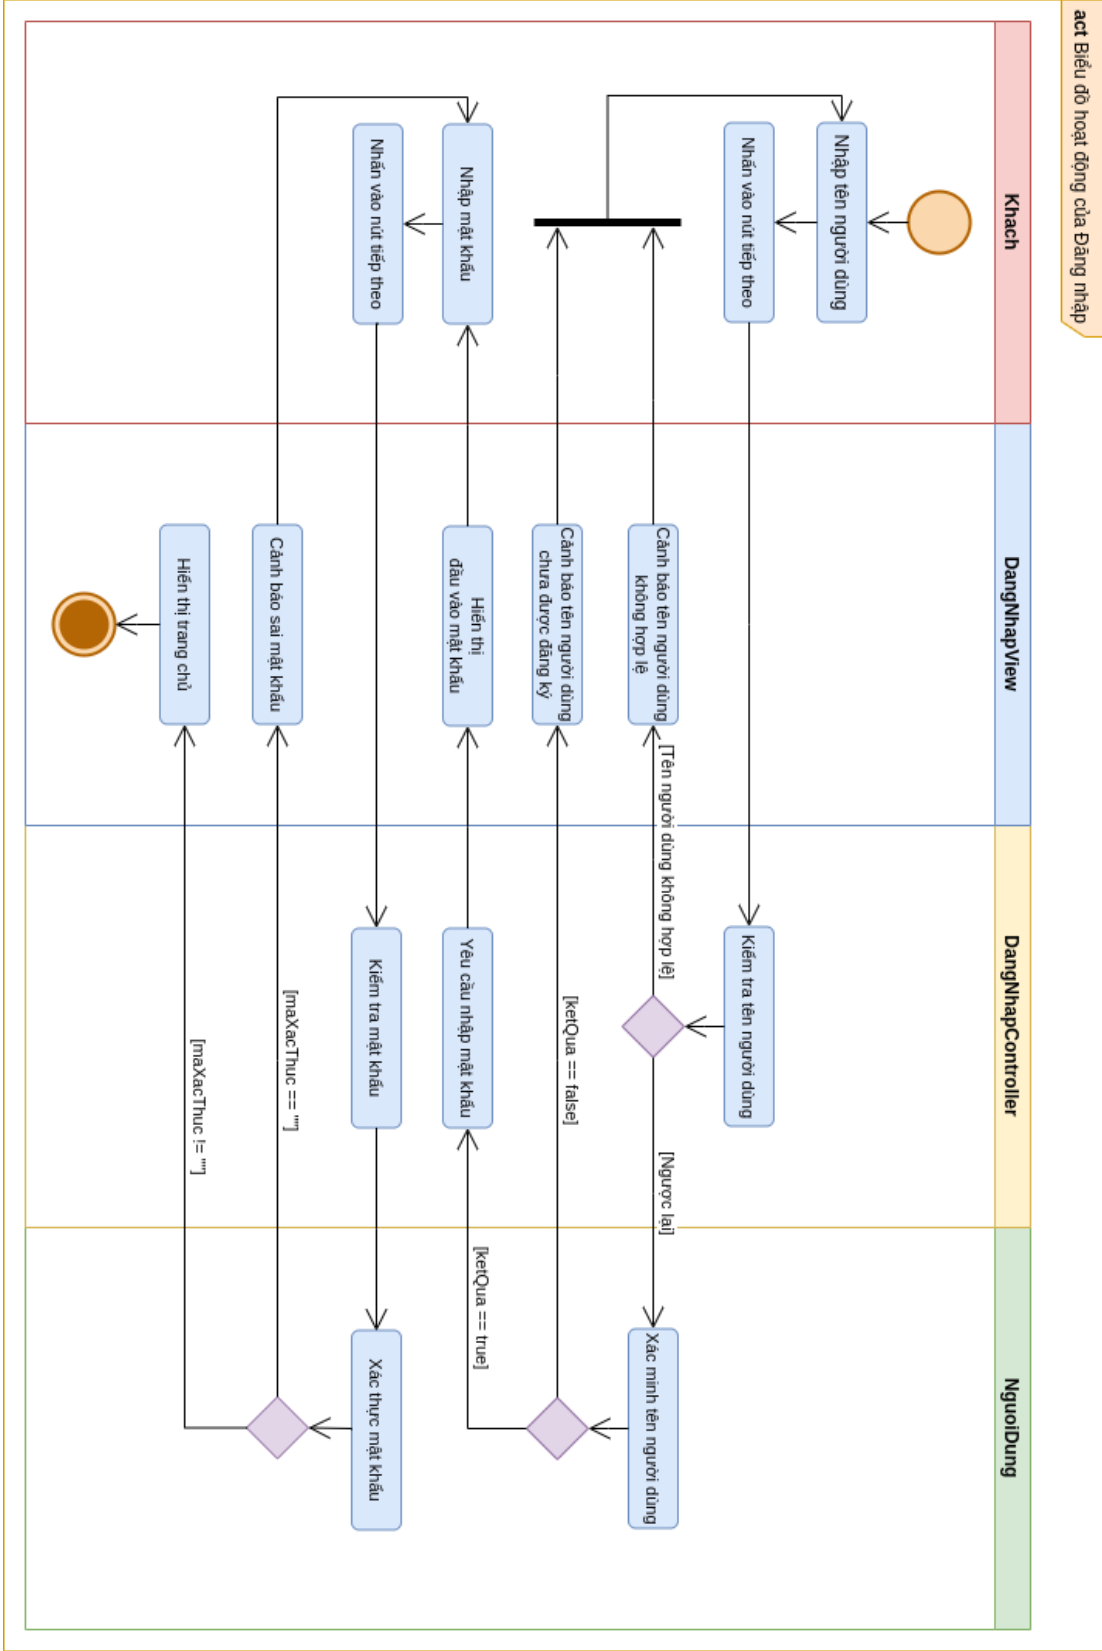 act Biểu đồ hoạt động của Đăng nhập
Khach
DangNhapView
DangNhapController
NguoiDung
Nhập tên người dùng
Nhấn vào nút tiếp theo
Kiểm tra tên người dùng
[Tên người dùng không hợp lệ]
[Ngược lại]
Cảnh báo tên người dùng
không hợp lệ
Xác minh tên người dùng
Cảnh báo tên người dùng
chưa được đăng ký
[ketQua == false]
[ketQua == true]
Nhập mật khẩu
Hiển thị
đầu vào mật khẩu
Yêu cầu nhập mật khẩu
Nhấn vào nút tiếp theo
Kiểm tra mật khẩu
Xác thực mật khẩu
Cảnh báo sai mật khẩu
[maXacThuc == ""]
Hiển thị trang chủ
[maXacThuc != ""]